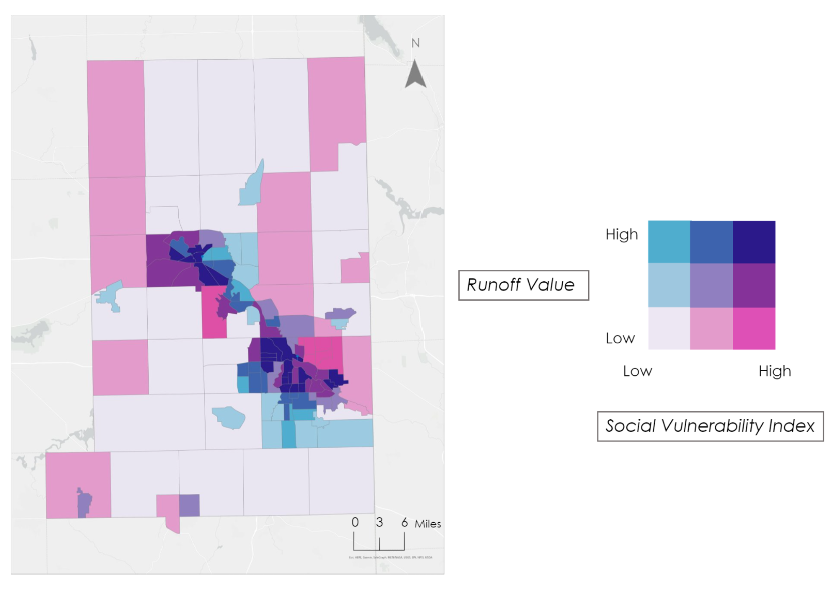 N
High
Runoff Value
Low
Low
High
Social Vulnerability Index
0 3 6 Miles